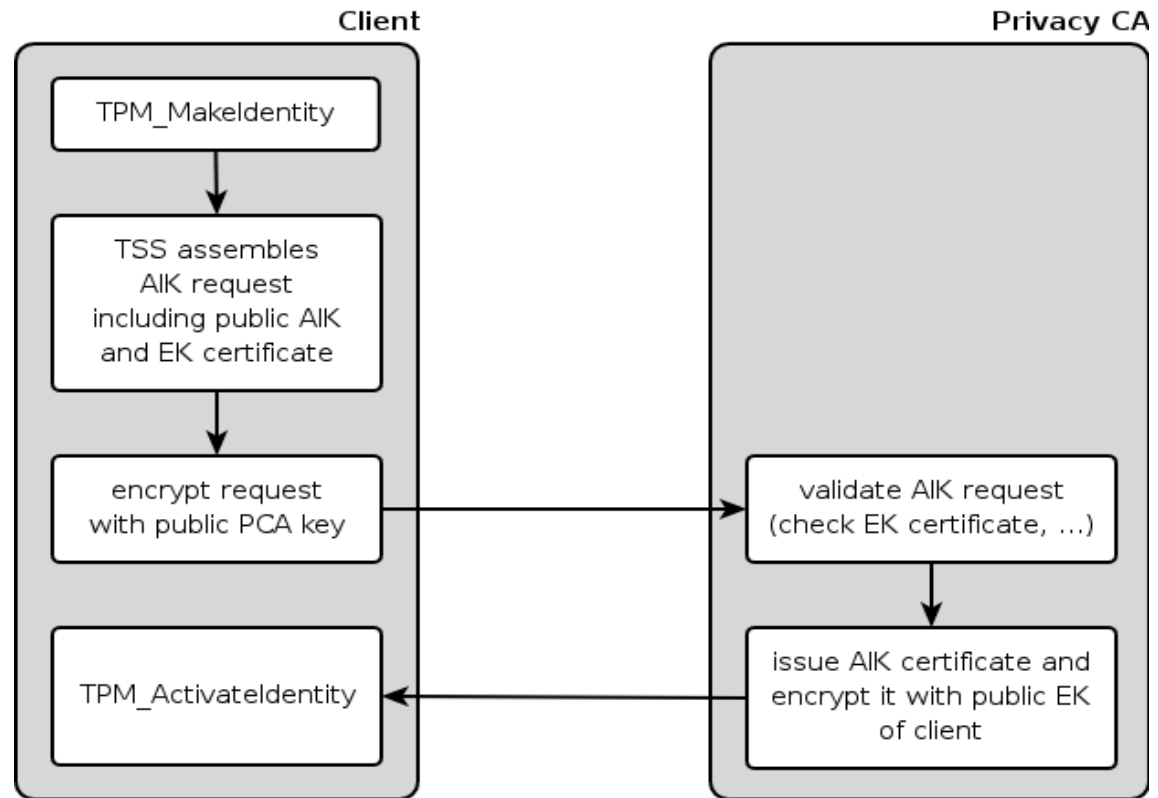 Client
Privacy CA
TPM_MakeIdentity
TSS assembles
AIK request
including public AIK
and EK certificate
encrypt request
with public PCA key
validate AIK request
(check EK certificate, ...)
TPM_ActivateIdentity
issue AIK certificate and
encrypt it with public EK
of client